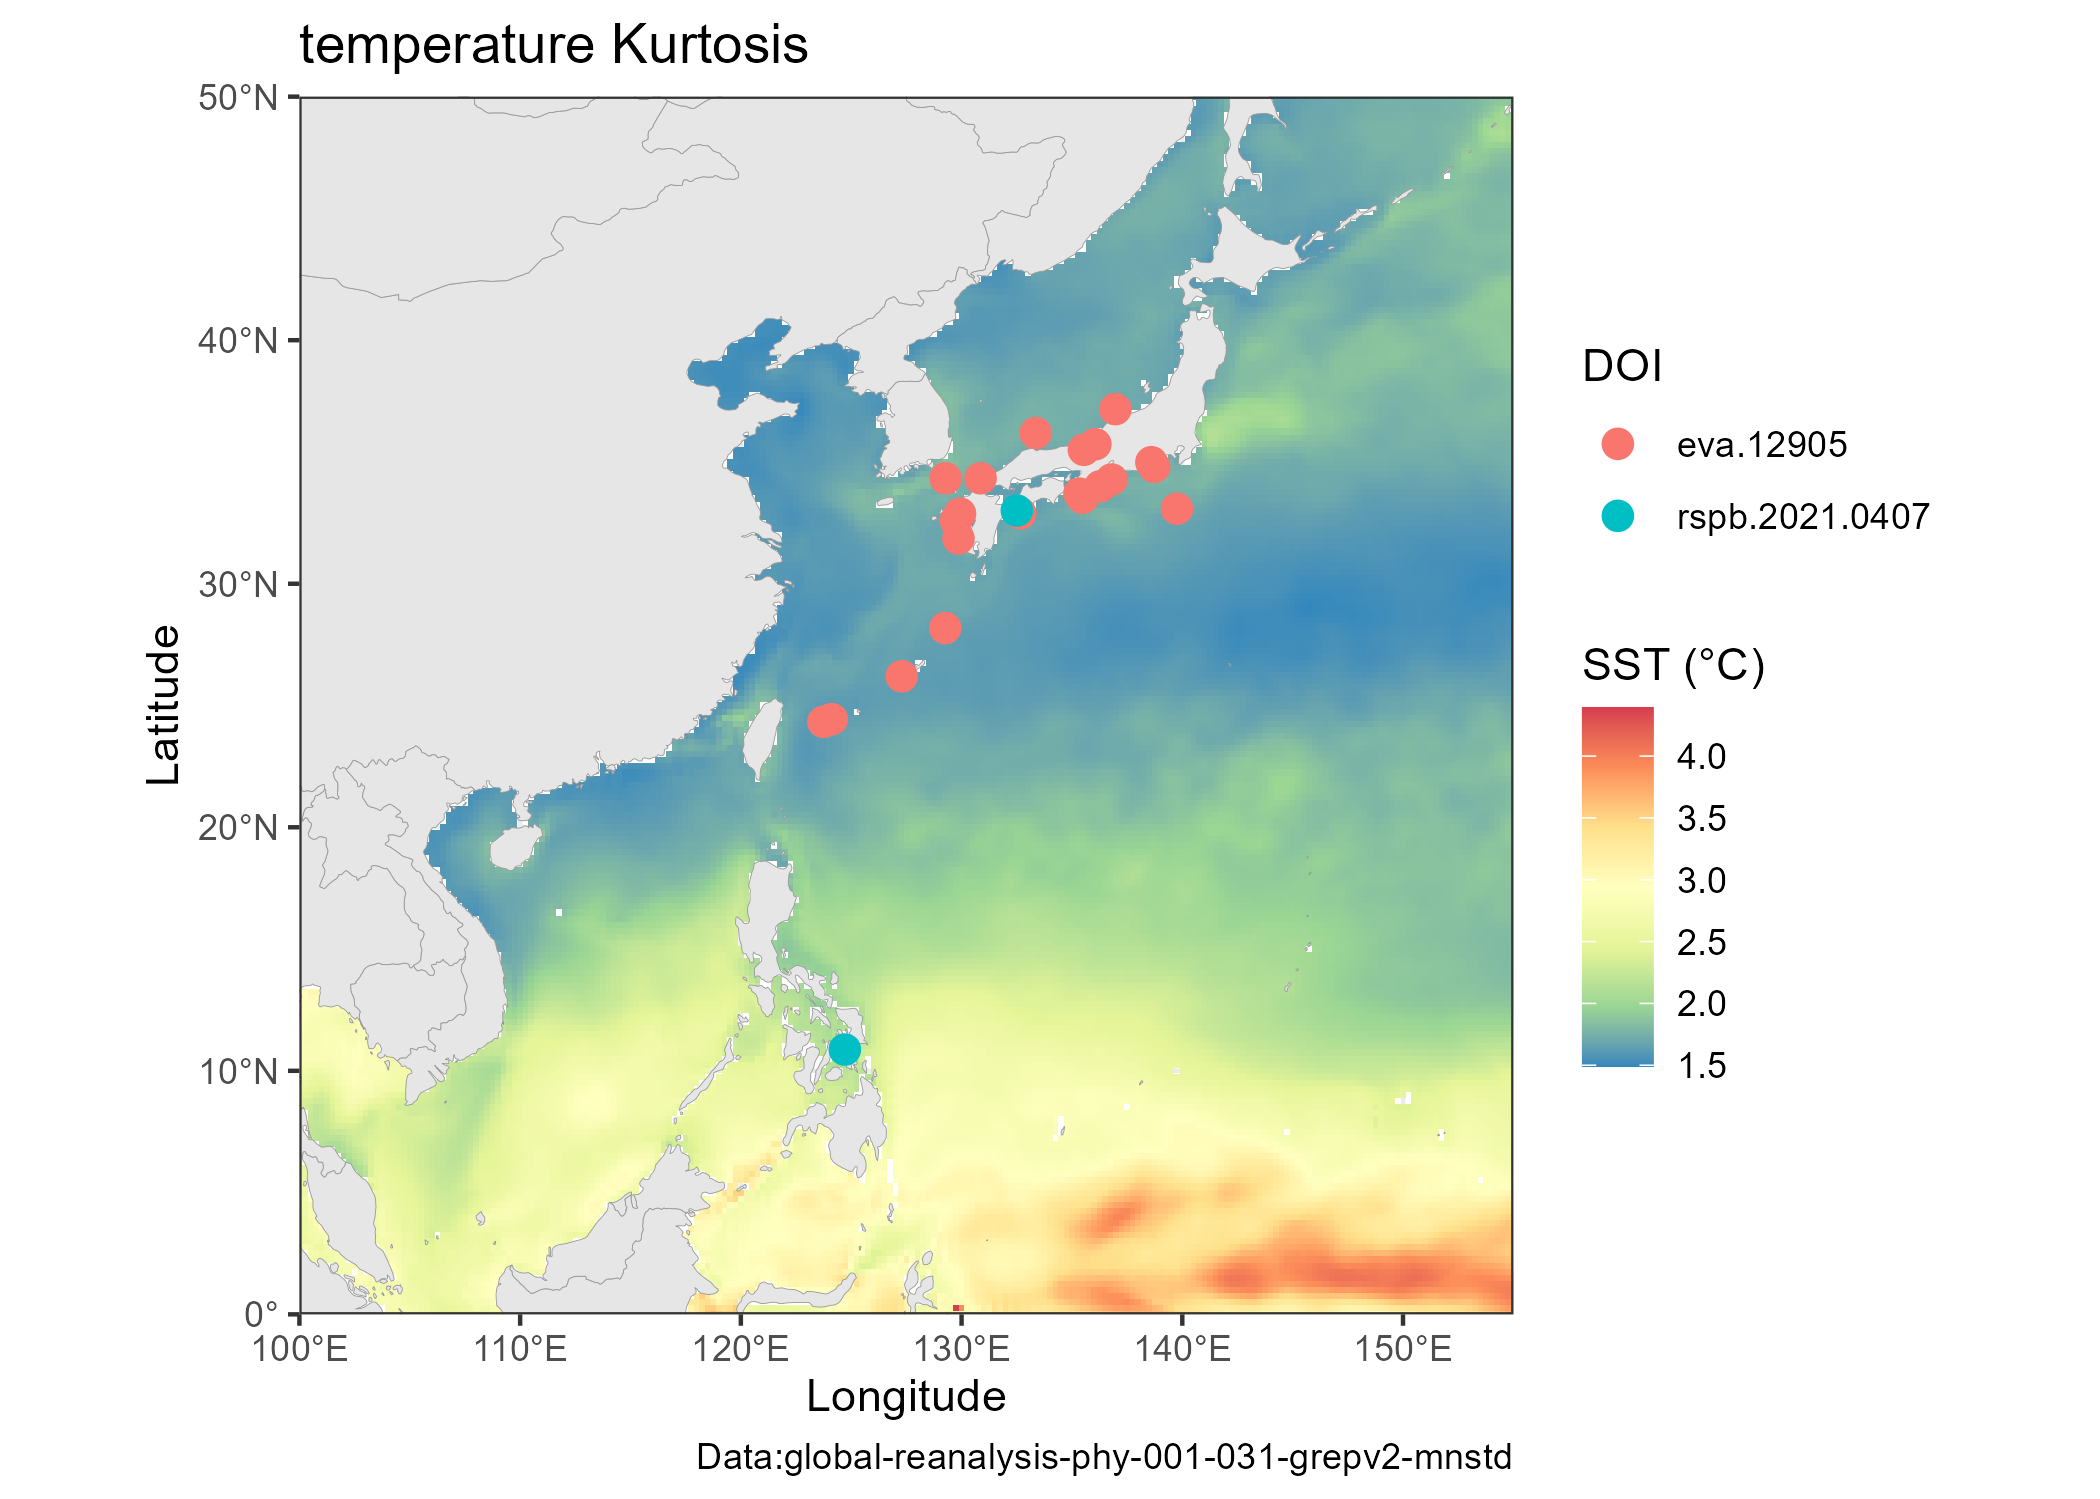 temperature Kurtosis
50°N
40°N
30°N
20°N
10°N
0°
Latitude
100°E
110°E
120°E
130°E
140°E
150°E
Longitude
Data:global-reanalysis-phy-001-031-grepv2-mnstd
DOI
eva.12905
rspb.2021.0407
SST (°C)
4.0
3.5
3.0
2.5
2.0
1.5